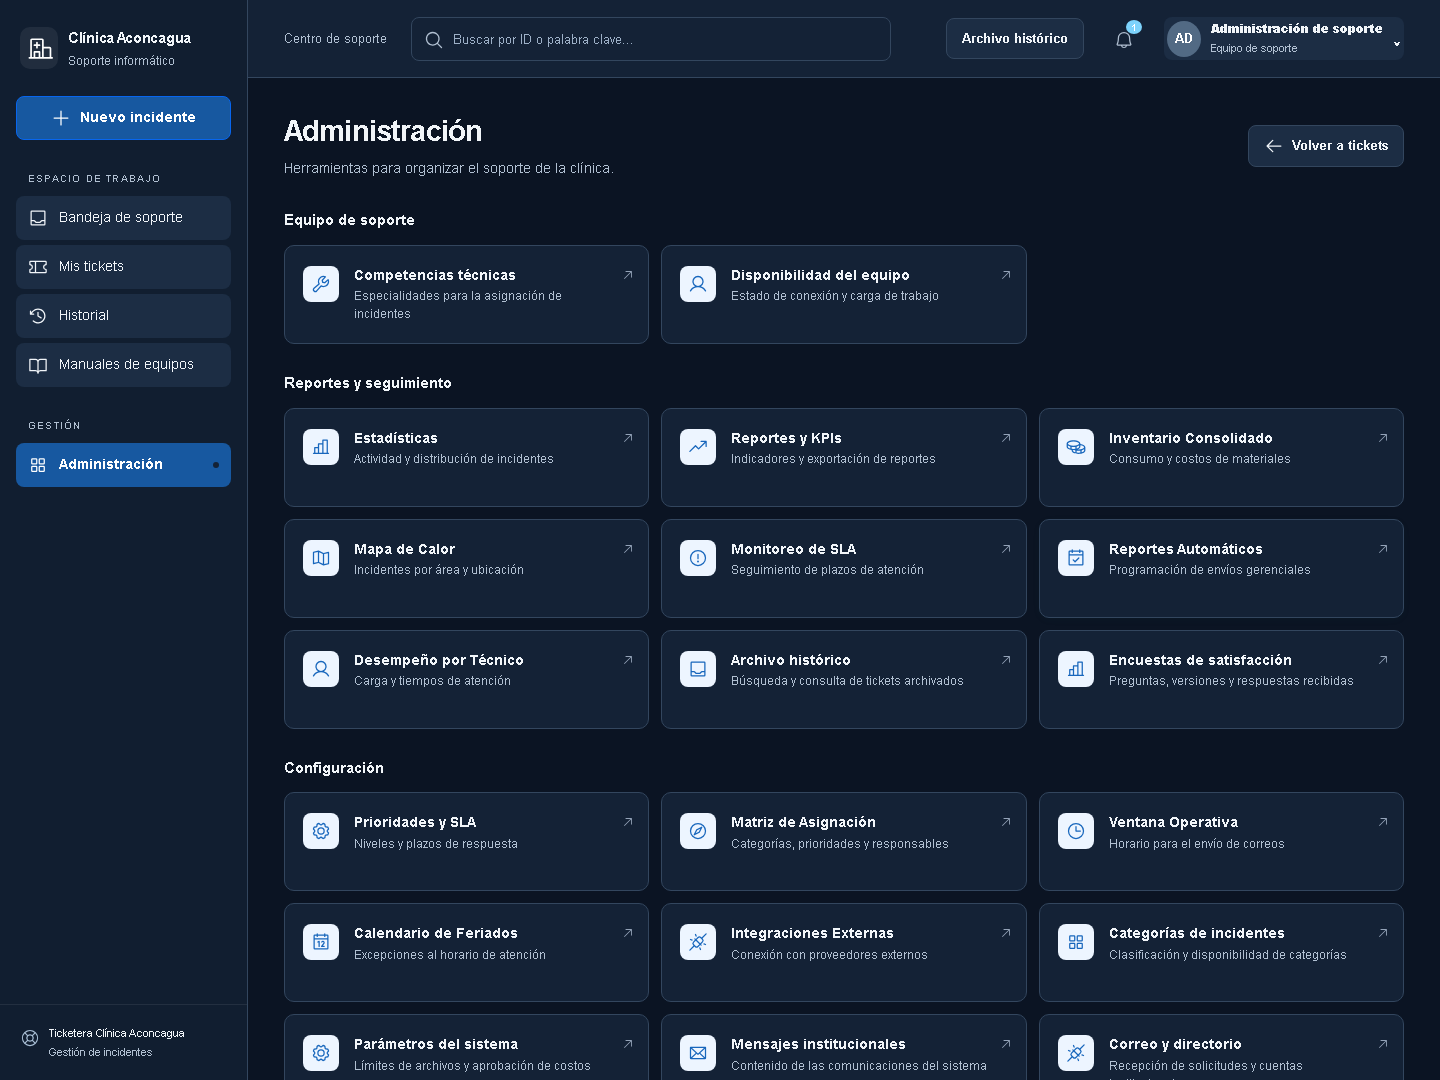 Clínica Aconcagua
Soporte informático
Nuevo incidente
ESPACIO DE TRABAJO
Bandeja de soporte
Mis tickets
Historial
Manuales de equipos
GESTIÓN
Administración
Ticketera Clínica Aconcagua
Gestión de incidentes
Centro de soporte
Buscar por ID o palabra clave...
Archivo histórico
1
AD
Administración de soporte
Equipo de soporte
Administración
Herramientas para organizar el soporte de la clínica.
Volver a tickets
Equipo de soporte
Competencias técnicas
Especialidades para la asignación de
incidentes
Disponibilidad del equipo
Estado de conexión y carga de trabajo
Reportes y seguimiento
Estadísticas
Actividad y distribución de incidentes
Reportes y KPIs
Indicadores y exportación de reportes
Inventario Consolidado
Consumo y costos de materiales
Mapa de Calor
Incidentes por área y ubicación
Monitoreo de SLA
Seguimiento de plazos de atención
Reportes Automáticos
Programación de envíos gerenciales
Desempeño por Técnico
Carga y tiempos de atención
Archivo histórico
Búsqueda y consulta de tickets archivados
Encuestas de satisfacción
Preguntas, versiones y respuestas recibidas
Configuración
Prioridades y SLA
Niveles y plazos de respuesta
Matriz de Asignación
Categorías, prioridades y responsables
Ventana Operativa
Horario para el envío de correos
12
Calendario de Feriados
Excepciones al horario de atención
Integraciones Externas
Conexión con proveedores externos
Categorías de incidentes
Clasificación y disponibilidad de categorías
Parámetros del sistema
Límites de archivos y aprobación de costos
Mensajes institucionales
Contenido de las comunicaciones del sistema
Correo y directorio
Recepción de solicitudes y cuentas